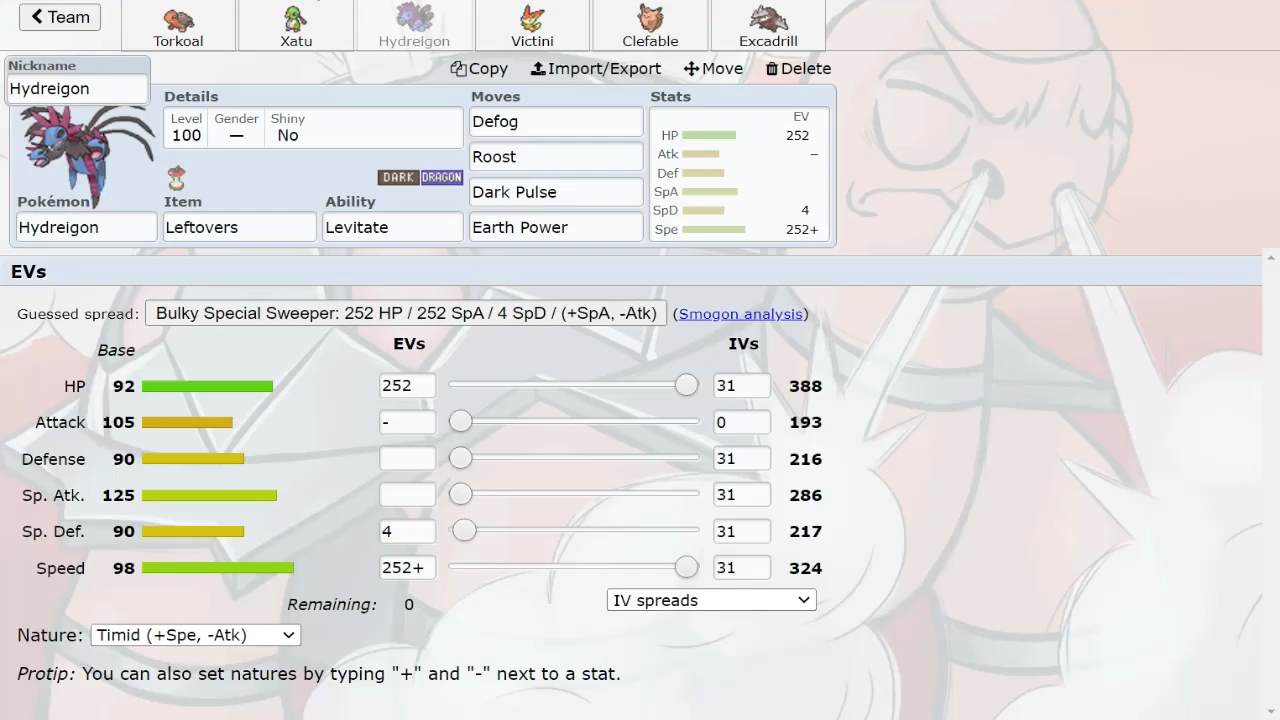 Team
Torkoal Xatu Hydreigon Victini Clefable Excadrill
Nickname
Hydreigon
Copy Import/Export Move Delete
Details Moves Stats
Level Gender Shiny
100 — No
Defog
Roost
Dark Pulse
Earth Power
EV
HP 252
Atk –
Def
SpA
SpD 4
Spe 252+
DARK DRAGON
Pokémon Item Ability
Hydreigon Leftovers Levitate
EVs
Guessed spread: Bulky Special Sweeper: 252 HP / 252 SpA / 4 SpD / (+SpA, -Atk) (Smogon analysis)
Base EVs IVs
HP 92 252 31 388
Attack 105 - 0 193
Defense 90 31 216
Sp. Atk. 125 31 286
Sp. Def. 90 4 31 217
Speed 98 252+ 31 324
Remaining: 0 IV spreads
Nature: Timid (+Spe, -Atk)
Protip: You can also set natures by typing "+" and "-" next to a stat.